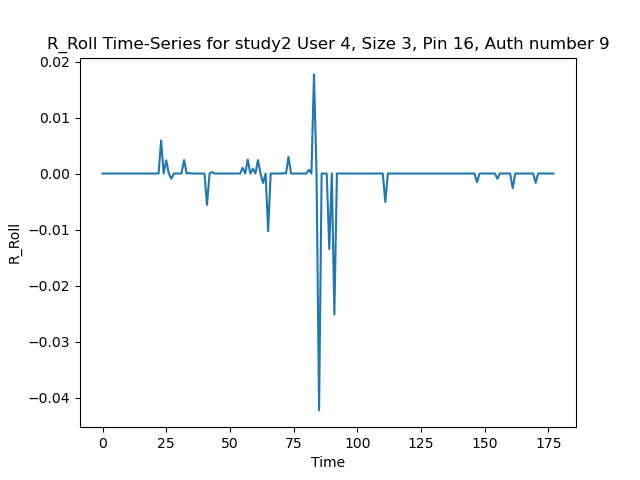 R_Roll Time-Series for study2 User 4, Size 3, Pin 16, Auth number 9
0.02
0.01
0.00
−0.01
−0.02
−0.03
−0.04
R_Roll
0 25 50 75 100 125 150 175
Time